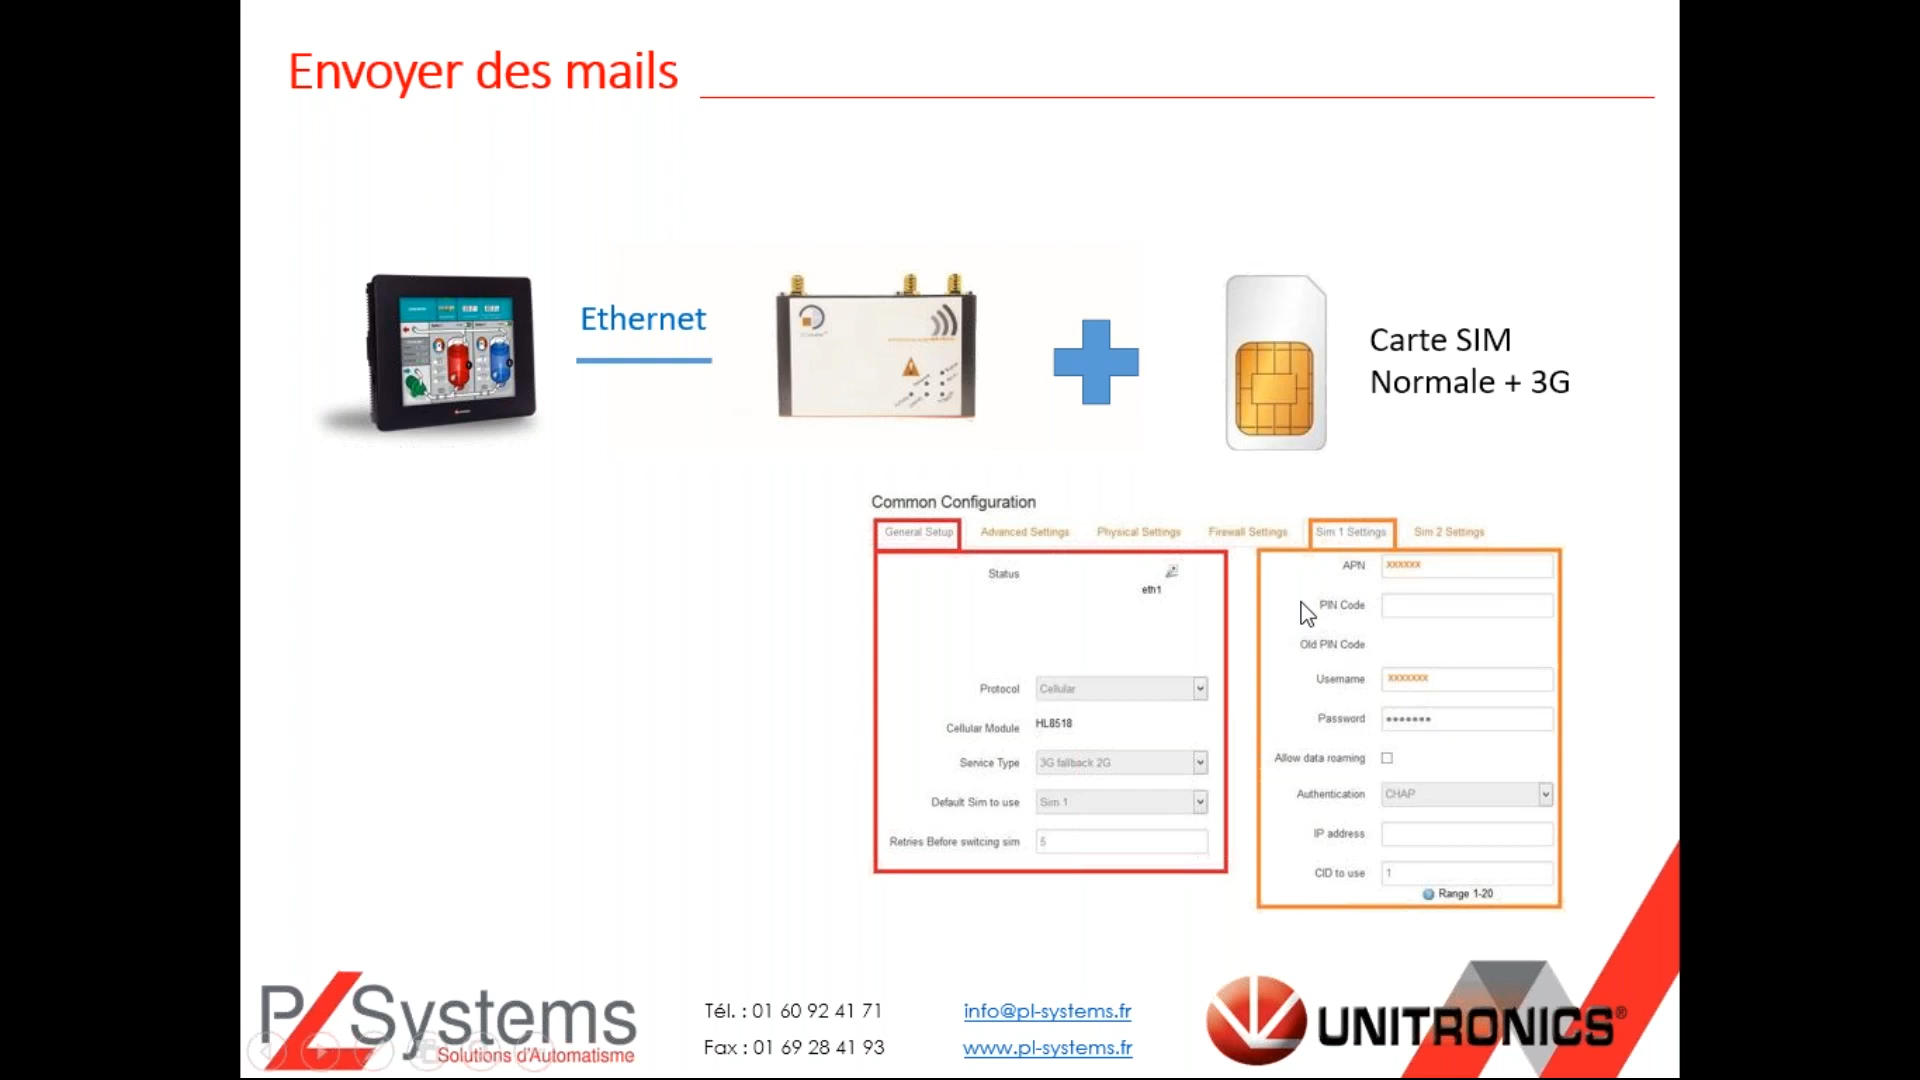 Envoyer des mails
Ethernet
Carte SIM
Normale + 3G
Common Configuration
General Setup
Advanced Settings
Physical Settings
Firewall Settings
Sim 1 Settings
Sim 2 Settings
Status
eth1
Protocol
Cellular
Cellular Module
HL8518
Service Type
3G fallback 2G
Default Sim to use
Sim 1
Retries Before switcing sim
5
APN
xxxxxx
PIN Code
Old PIN Code
Username
xxxxxxx
Password
•••••••
Allow data roaming
Authentication
CHAP
IP address
CID to use
1
Range 1-20
PL Systems
Solutions d'Automatisme
Tél. : 01 60 92 41 71
Fax : 01 69 28 41 93
info@pl-systems.fr
www.pl-systems.fr
UNITRONICS®